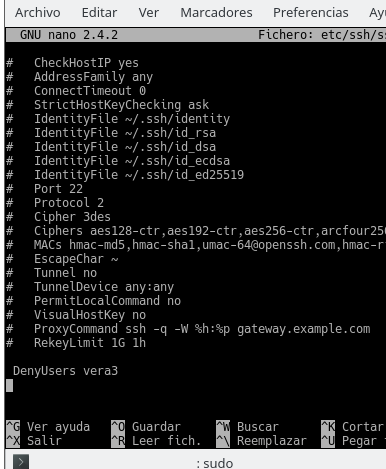 Archivo Editar Ver Marcadores Preferencias Ayu
GNU nano 2.4.2 Fichero: etc/ssh/s
# CheckHostIP yes
# AddressFamily any
# ConnectTimeout 0
# StrictHostKeyChecking ask
# IdentityFile ~/.ssh/identity
# IdentityFile ~/.ssh/id_rsa
# IdentityFile ~/.ssh/id_dsa
# IdentityFile ~/.ssh/id_ecdsa
# IdentityFile ~/.ssh/id_ed25519
# Port 22
# Protocol 2
# Cipher 3des
# Ciphers aes128-ctr,aes192-ctr,aes256-ctr,arcfour256
# MACs hmac-md5,hmac-sha1,umac-64@openssh.com,hmac-r
# EscapeChar ~
# Tunnel no
# TunnelDevice any:any
# PermitLocalCommand no
# VisualHostKey no
# ProxyCommand ssh -q -W %h:%p gateway.example.com
# RekeyLimit 1G 1h
DenyUsers vera3
^G Ver ayuda ^O Guardar ^W Buscar ^K Cortar
^X Salir ^R Leer fich. ^\ Reemplazar ^U Pegar
: sudo